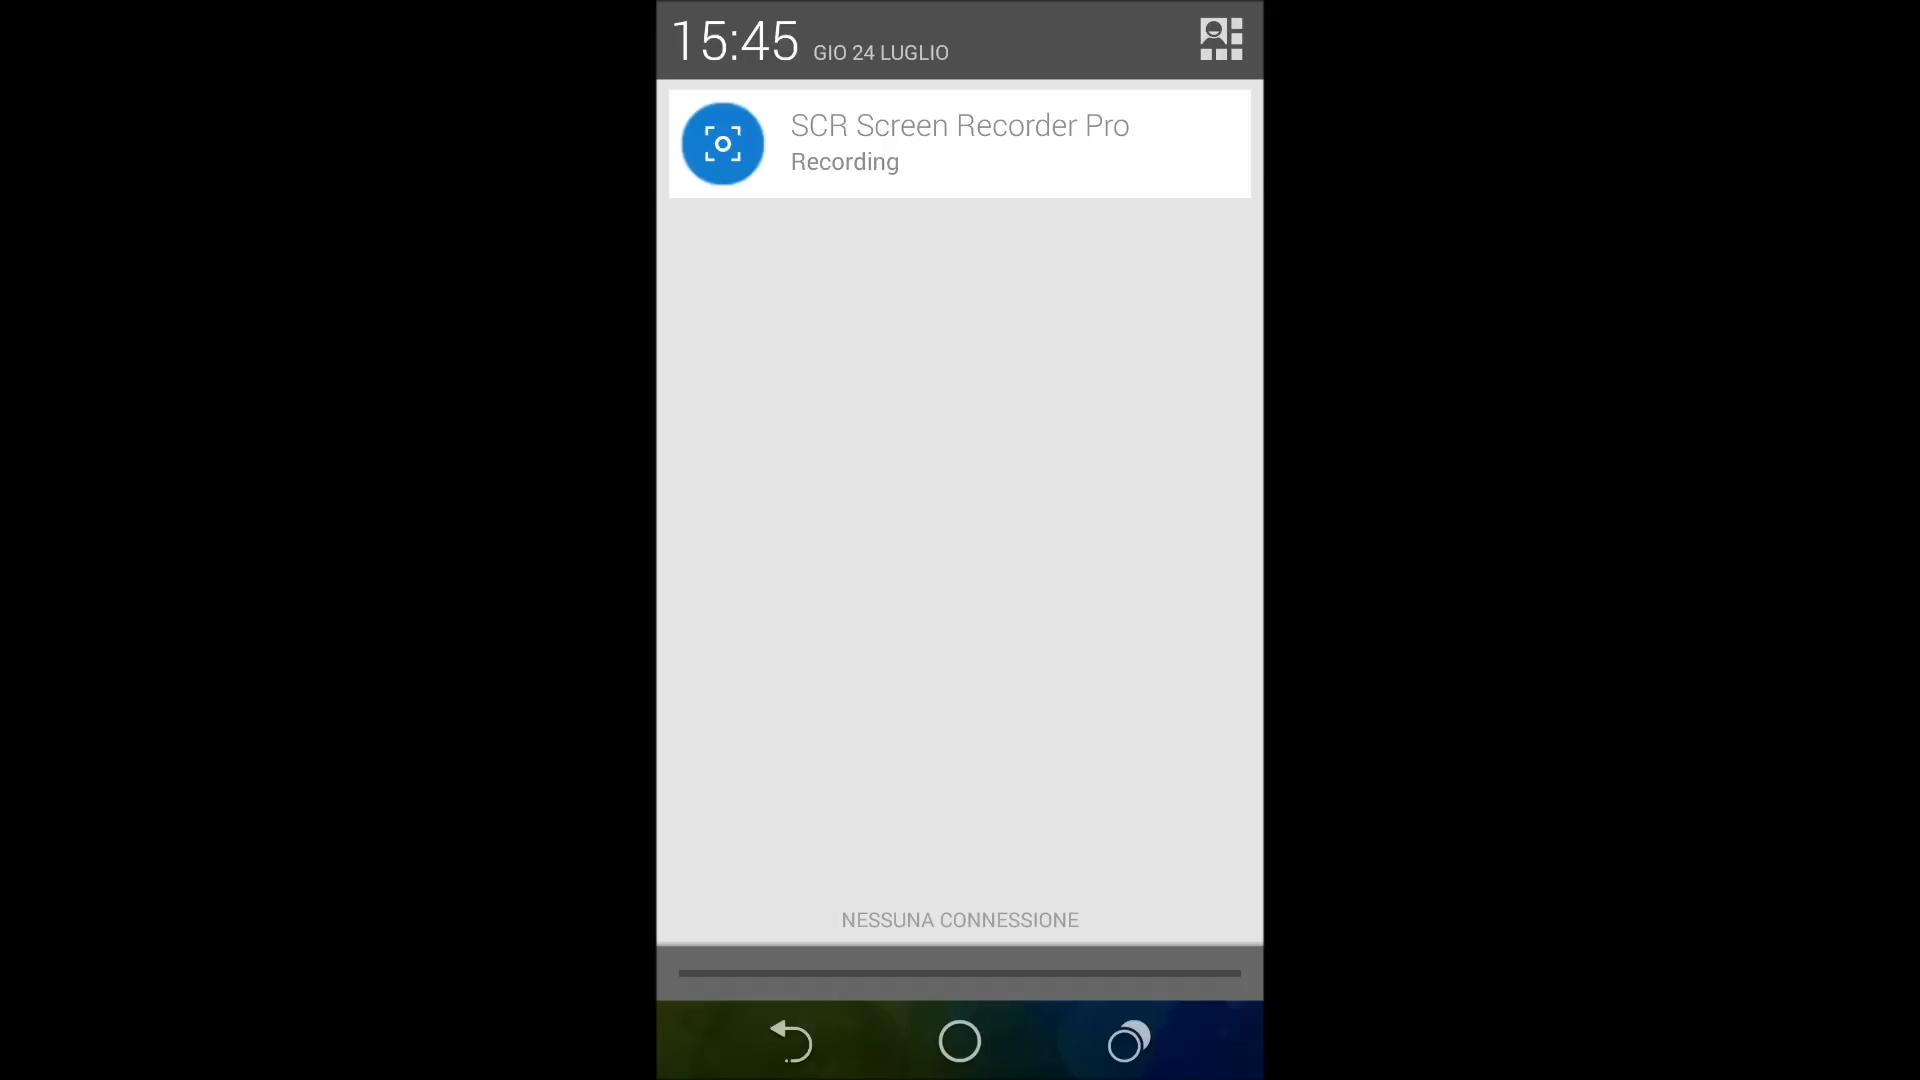 15:45 GIO 24 LUGLIO
SCR Screen Recorder Pro
Recording
NESSUNA CONNESSIONE